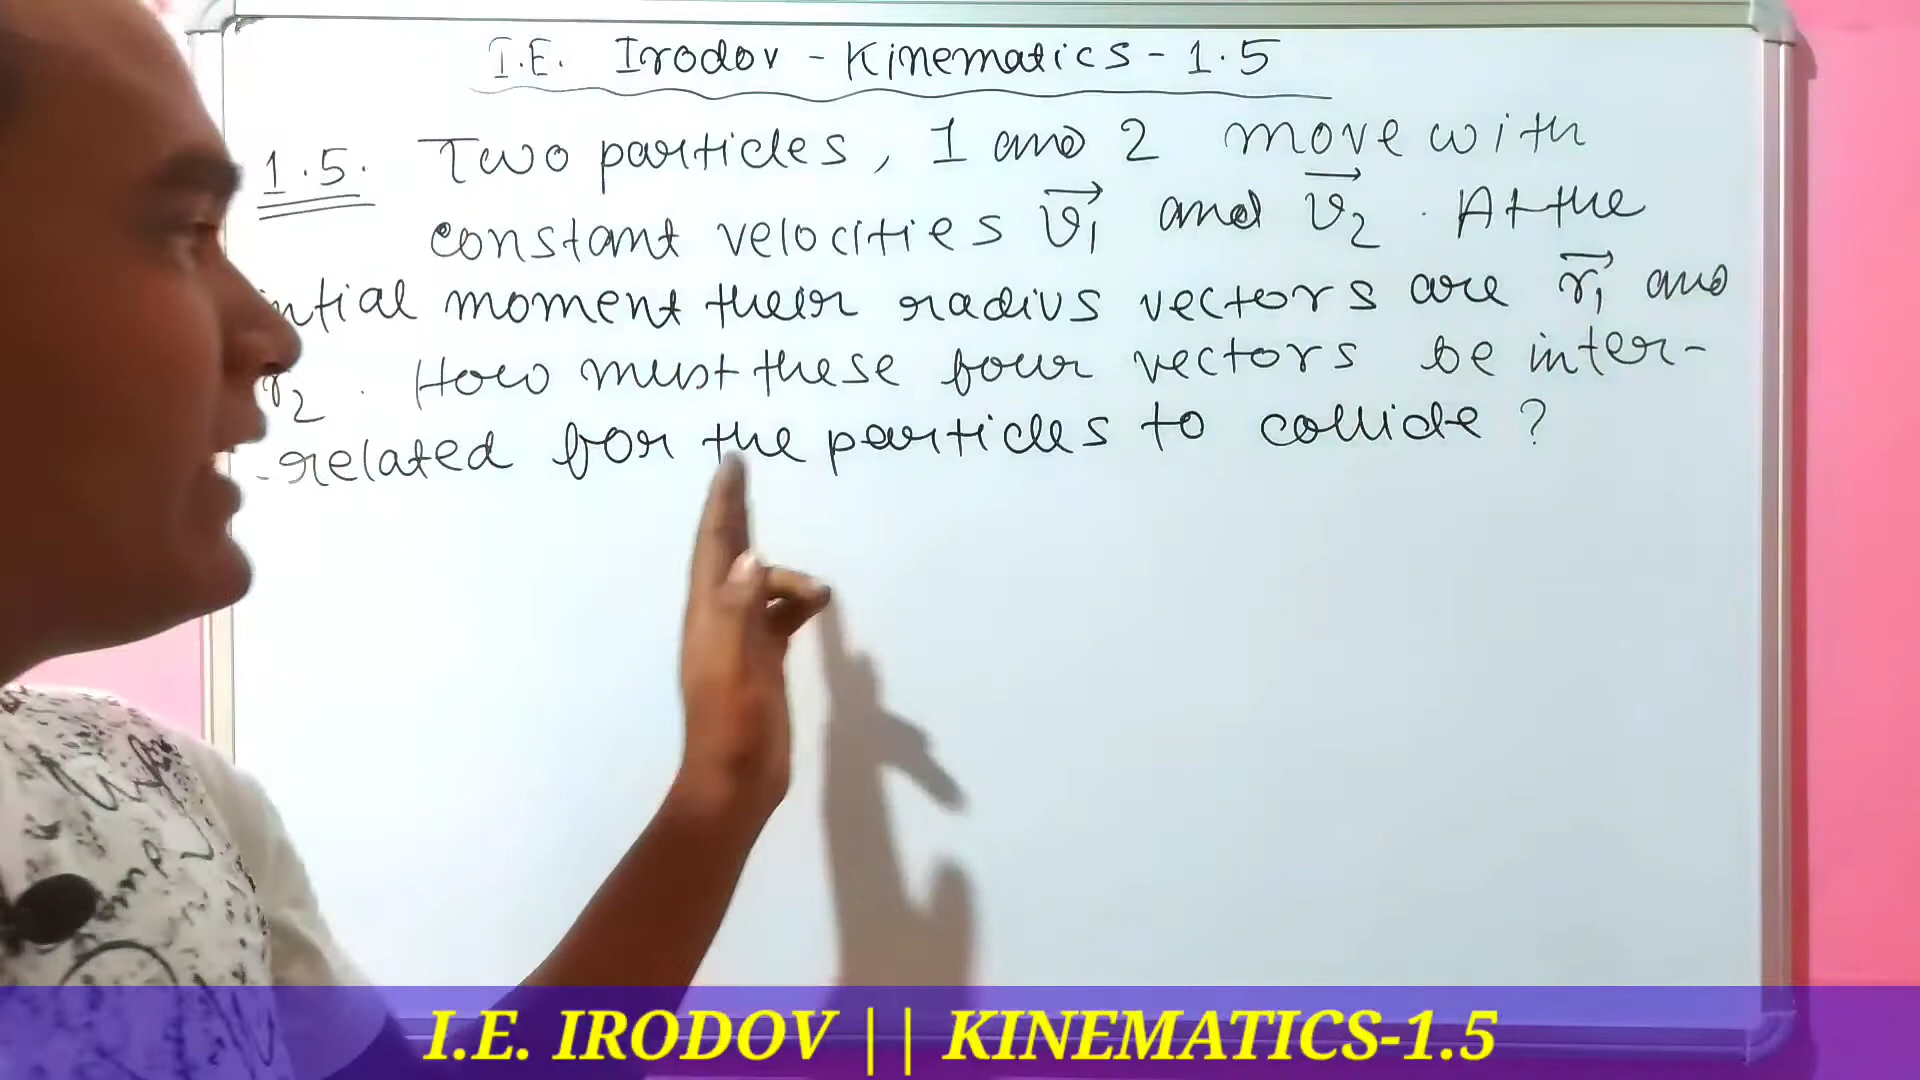 I.E. Irodov - Kinematics - 1.5
1.5. Two particles, 1 and 2 move with
constant velocities v⃗₁ and v⃗₂. At the
intial moment their radius vectors are r⃗₁ and
r₂. How must these four vectors be inter-
-related for the particles to collide?
I.E. IRODOV || KINEMATICS-1.5